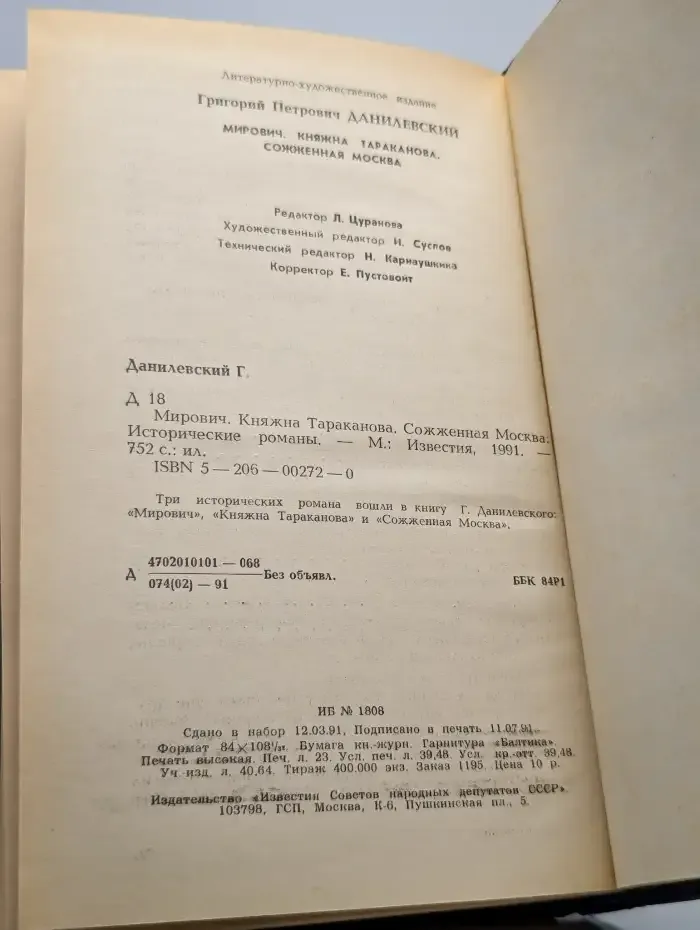 Литературно-художественное издание
Григорий Петрович ДАНИЛЕВСКИЙ
МИРОВИЧ. КНЯЖНА ТАРАКАНОВА.
СОЖЖЕННАЯ МОСКВА
Редактор Л. Цуранова
Художественный редактор И. Суслов
Технический редактор Н. Карнаушкина
Корректор Е. Пустовойт
Данилевский Г.
Д 18
Мирович. Княжна Тараканова. Сожженная Москва:
Исторические романы. — М.: Известия, 1991. —
752 с.: ил.
ISBN 5—206—00272—0
Три исторических романа вошли в книгу Г. Данилевского:
«Мирович», «Княжна Тараканова» и «Сожженная Москва».
Д 4702010101 — 068
074(02) — 91 Без объявл.
ББК 84Р1
ИБ № 1808
Сдано в набор 12.03.91. Подписано в печать 11.07.91.
Формат 84×108¹/₃₂. Бумага кн.-журн. Гарнитура «Балтика».
Печать высокая. Печ. л. 23. Усл. печ. л. 39,48. Усл. кр.-отт. 39,48.
Уч.-изд. л. 40,64. Тираж 400.000 экз. Заказ 1195. Цена 10 р.
Издательство «Известия Советов народных депутатов СССР».
103798, ГСП, Москва, К-6, Пушкинская пл., 5.